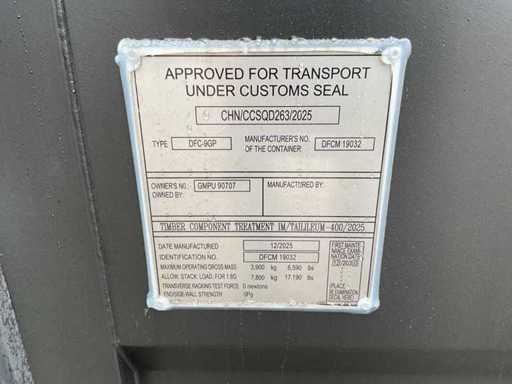 APPROVED FOR TRANSPORT
UNDER CUSTOMS SEAL
CHN/CCSQD263/2025
TYPE DFC-9GP MANUFACTURER'S NO. OF THE CONTAINER: DFCM 19032
OWNER'S NO.: GMPU 90707 MANUFACTURED BY:
TIMBER COMPONENT TREATMENT IM/TAILILEUM-400/2025
DATE MANUFACTURED 12/2025
IDENTIFICATION NO. DFCM 19032
MAXIMUM OPERATING GROSS MASS 3,900 kg 8,590 lbs
ALLOW. STACK. LOAD. FOR 1.8G 7,800 kg 17.190 lbs
TRANSVERSE RACKING TEST FORCE 0 newtons
END/SIDE-WALL STRENGTH 0Pg
FIRST MAINTE
NANCE EXAMI
NATION DATE